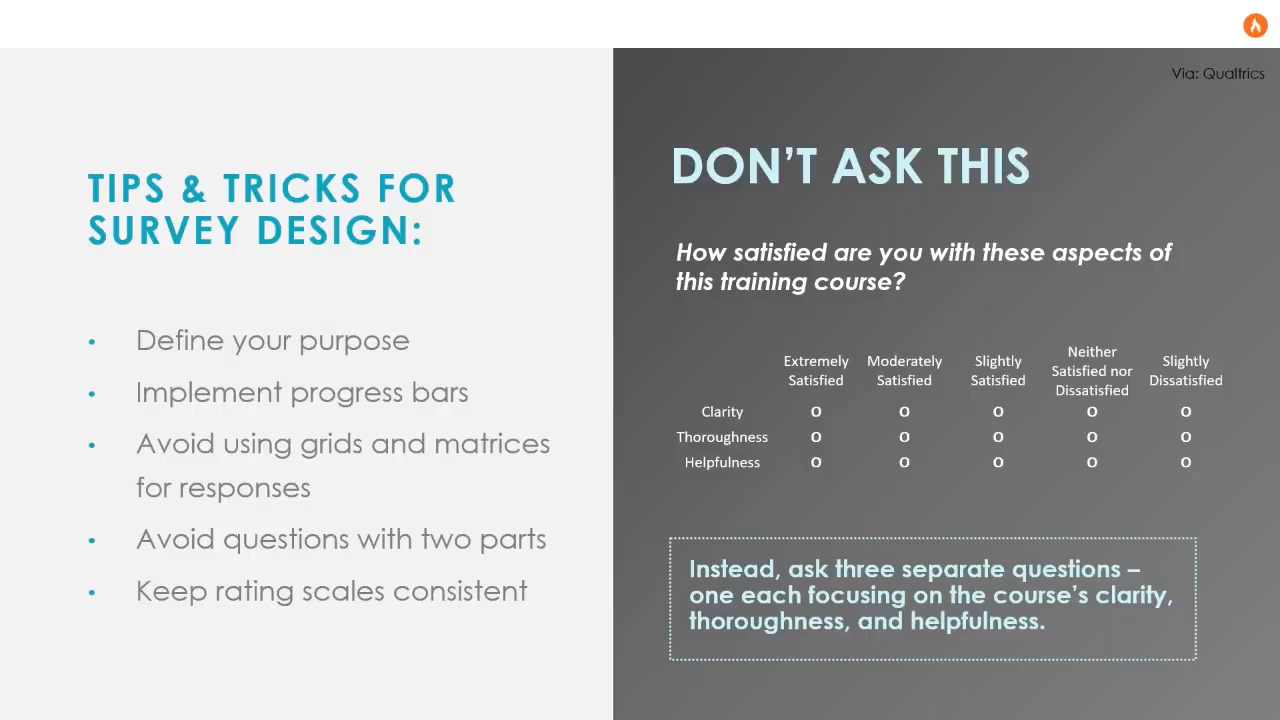 Via: Qualtrics
TIPS & TRICKS FOR
SURVEY DESIGN:
• Define your purpose
• Implement progress bars
• Avoid using grids and matrices
for responses
• Avoid questions with two parts
• Keep rating scales consistent
DON'T ASK THIS
How satisfied are you with these aspects of
this training course?
Extremely Satisfied
Moderately Satisfied
Slightly Satisfied
Neither Satisfied nor Dissatisfied
Slightly Dissatisfied
Clarity O O O O O
Thoroughness O O O O O
Helpfulness O O O O O
Instead, ask three separate questions –
one each focusing on the course's clarity,
thoroughness, and helpfulness.